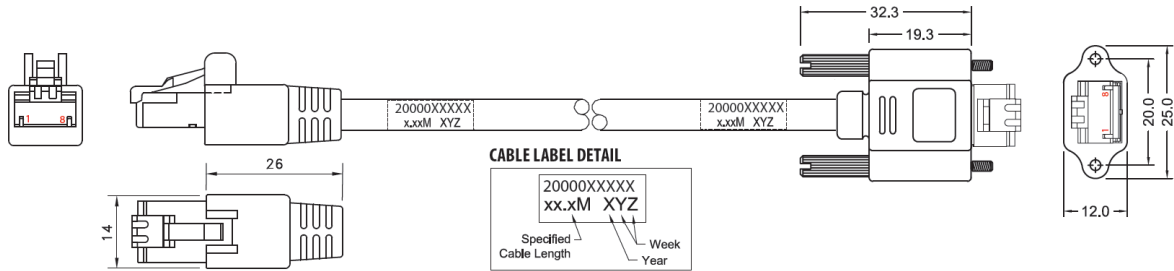 32.3
19.3
1 8
20000XXXXX
x.xxM XYZ
20000XXXXX
x.xxM XYZ
8
1
20.0
25.0
12.0
26
14
CABLE LABEL DETAIL
20000XXXXX
xx.xM XYZ
Specified
Cable Length
Week
Year